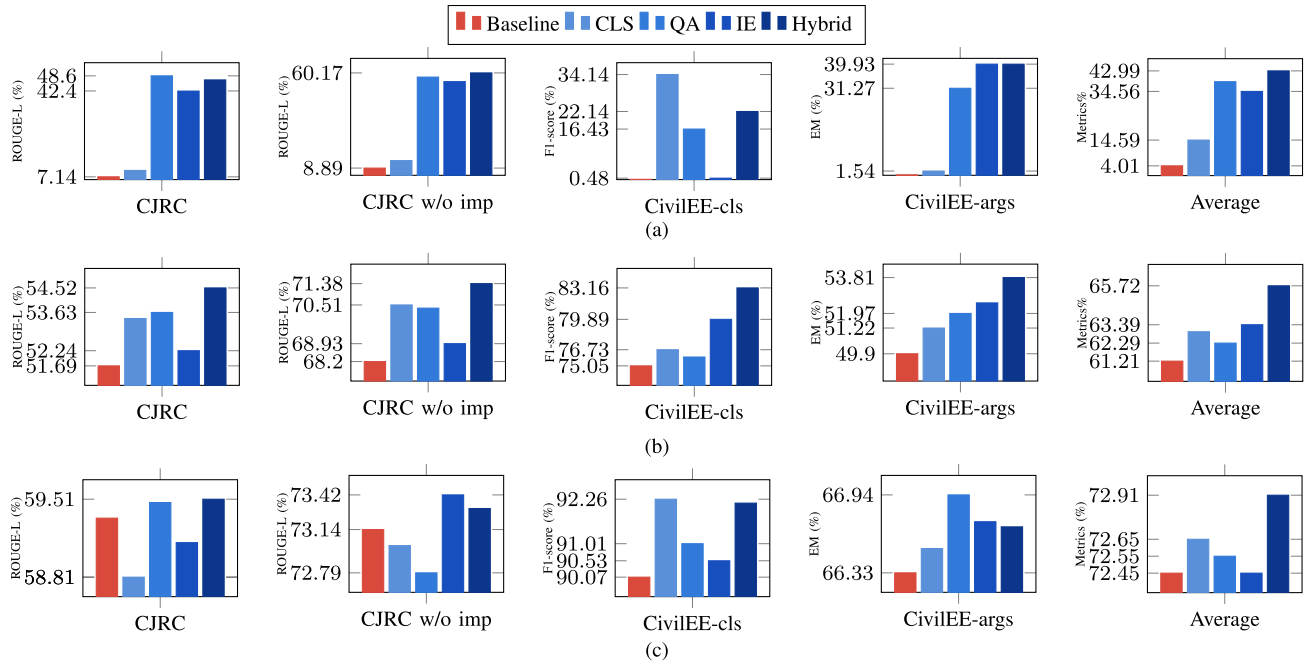 Baseline CLS QA IE Hybrid
ROUGE-L (%)
48.6
42.4
7.14
CJRC
ROUGE-L (%)
60.17
8.89
CJRC w/o imp
F1-score (%)
34.14
22.14
16.43
0.48
CivilEE-cls
EM (%)
39.93
31.27
1.54
CivilEE-args
Metrics%
42.99
34.56
14.59
4.01
Average
(a)
ROUGE-L (%)
54.52
53.63
52.24
51.69
CJRC
ROUGE-L (%)
71.38
70.51
68.93
68.2
CJRC w/o imp
F1-score (%)
83.16
79.89
76.73
75.05
CivilEE-cls
EM (%)
53.81
51.97
51.22
49.9
CivilEE-args
Metrics%
65.72
63.39
62.29
61.21
Average
(b)
ROUGE-L (%)
59.51
58.81
CJRC
ROUGE-L (%)
73.42
73.14
72.79
CJRC w/o imp
F1-score (%)
92.26
91.01
90.53
90.07
CivilEE-cls
EM (%)
66.94
66.33
CivilEE-args
Metrics (%)
72.91
72.65
72.55
72.45
Average
(c)